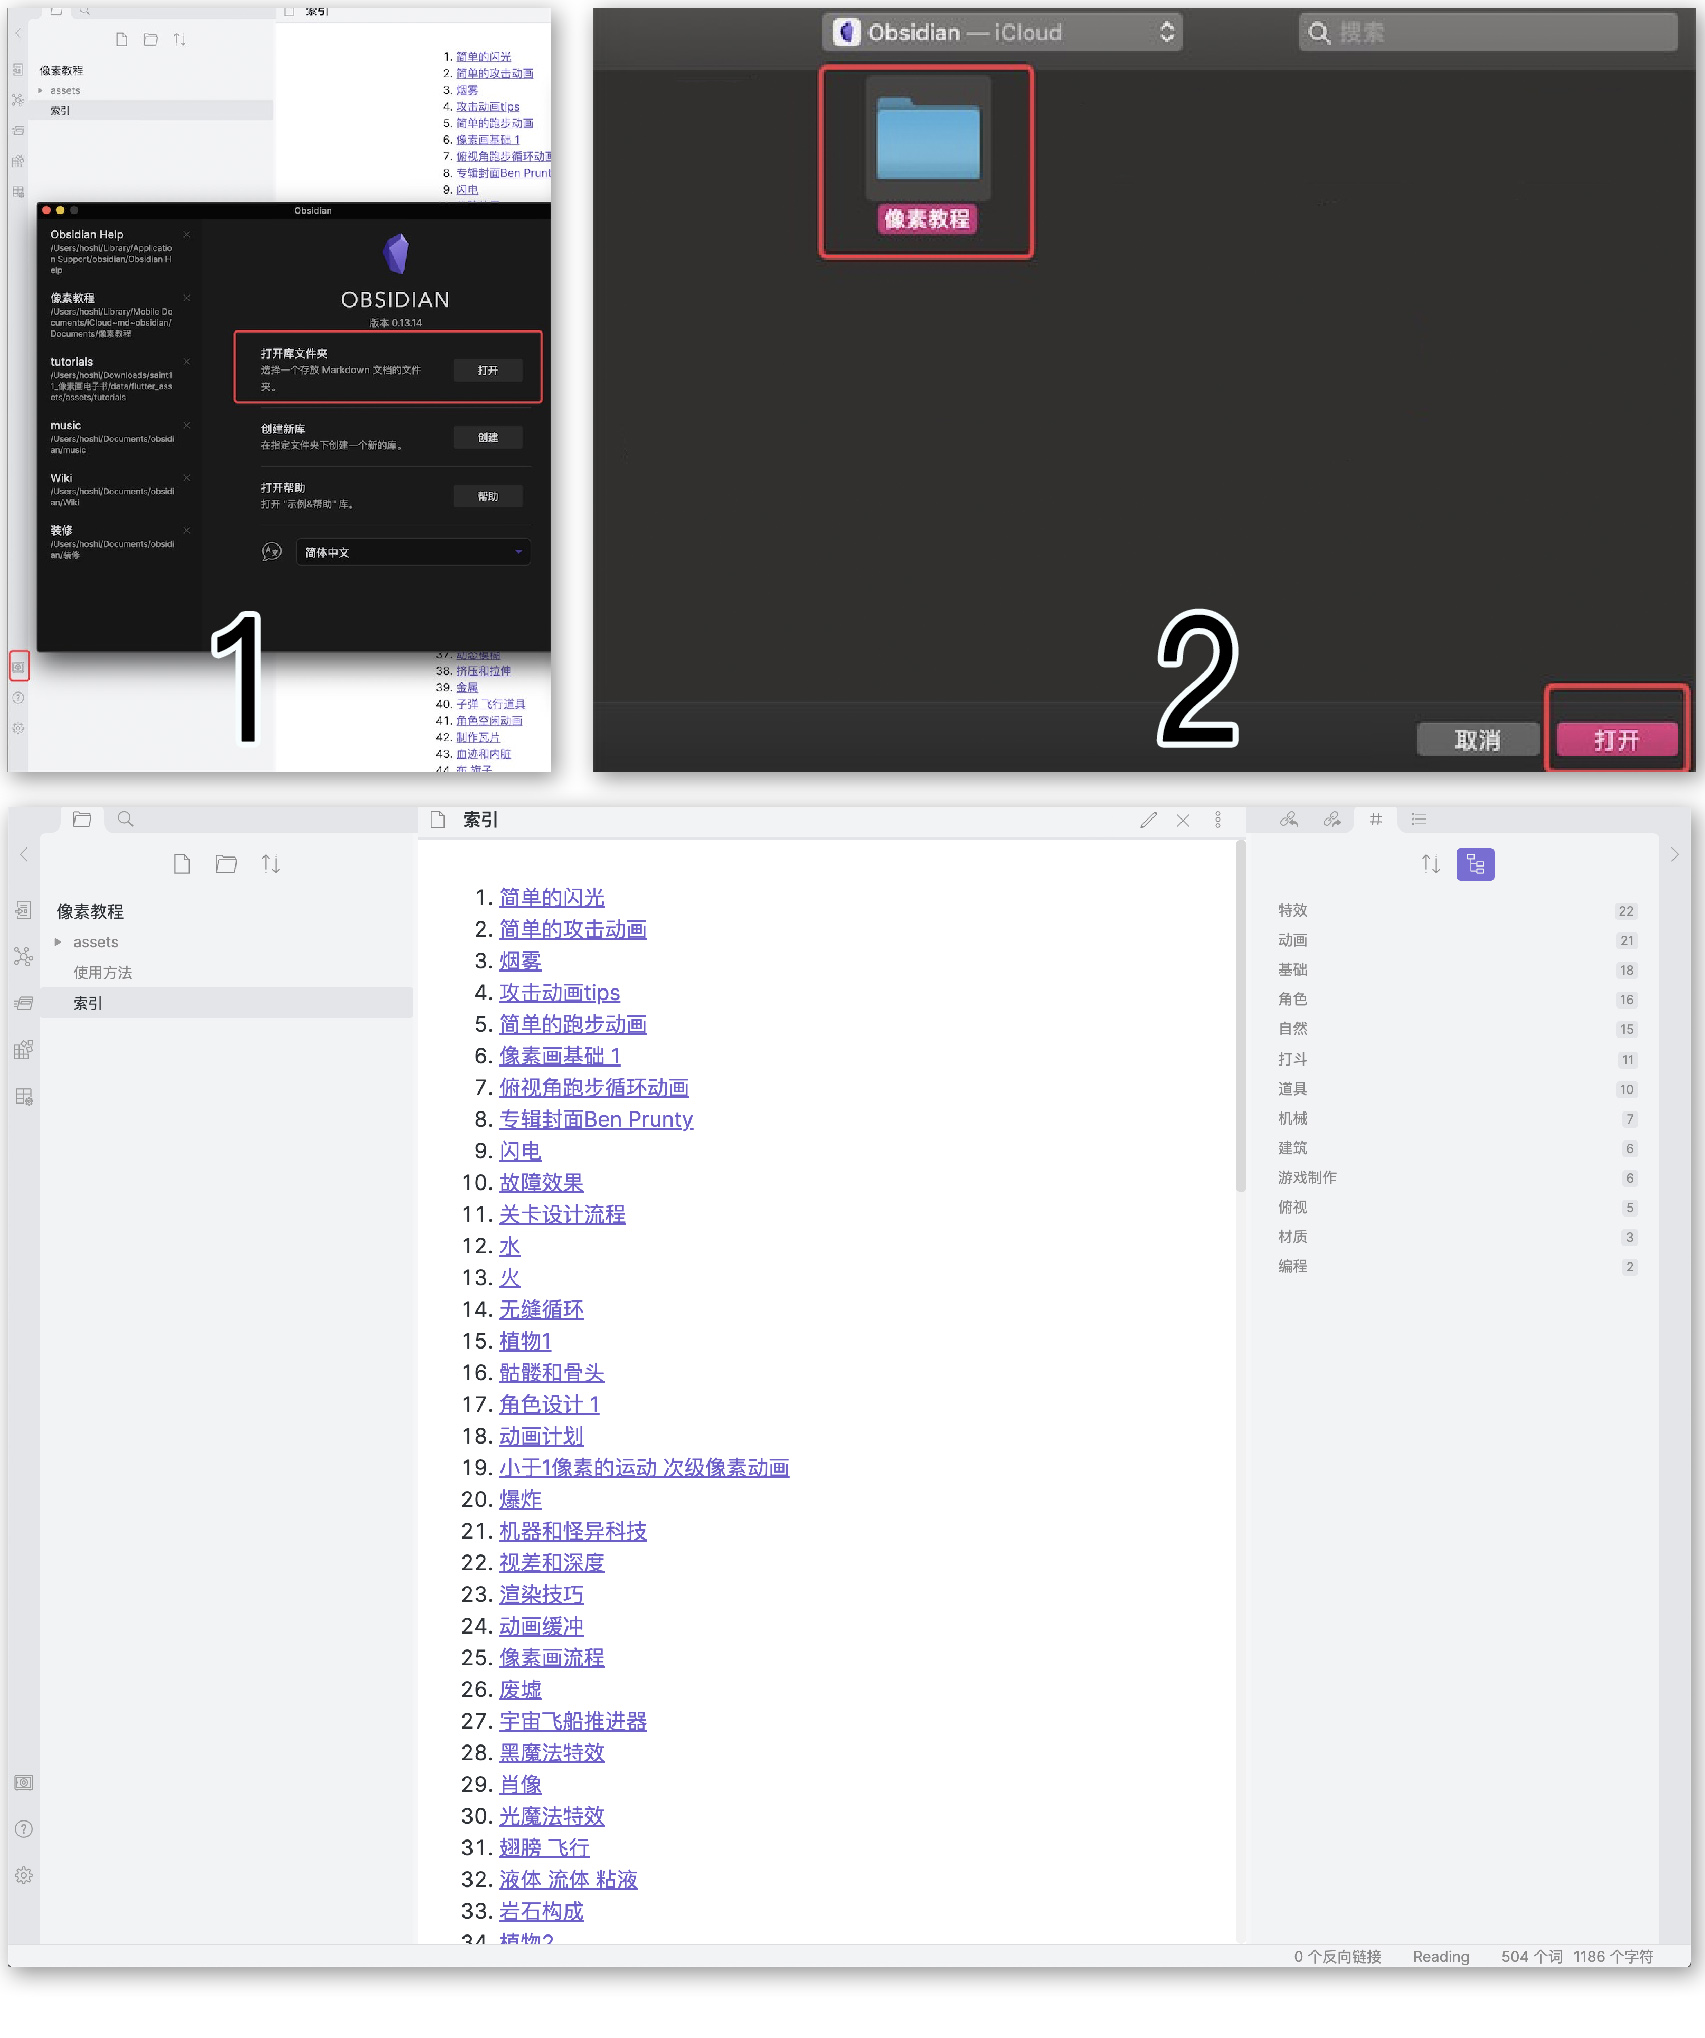 索引
像素教程
assets
索引
1. 简单的闪光
2. 简单的攻击动画
3. 烟雾
4. 攻击动画tips
5. 简单的跑步动画
6. 像素画基础 1
7. 俯视角跑步循环动画
8. 专辑封面Ben Prunt
9. 闪电
Obsidian
Obsidian Help
/Users/hoshi/Library/Applicatio
n Support/obsidian/Obsidian H
elp
像素教程
/Users/hoshi/Library/Mobile Do
cuments/iCloud~md~obsidian/
Documents/像素教程
tutorials
/Users/hoshi/Downloads/saint1
1_像素画电子书/data/flutter_ass
ets/assets/tutorials
music
/Users/hoshi/Documents/obsidi
an/music
Wiki
/Users/hoshi/Documents/obsidi
an/Wiki
装修
/Users/hoshi/Documents/obsidi
an/装修
OBSIDIAN
版本 0.13.14
打开库文件夹
选择一个存放 Markdown 文档的文件
夹。
打开
创建新库
在指定文件夹下创建一个新的库。
创建
打开帮助
打开 “示例&帮助” 库。
帮助
简体中文
1
37. 动态模糊
38. 挤压和拉伸
39. 金属
40. 子弹 飞行道具
41. 角色空闲动画
42. 制作瓦片
43. 血迹和内脏
44. 布 旗子
Obsidian — iCloud
搜索
像素教程
2
取消
打开
索引
像素教程
assets
使用方法
索引
1. 简单的闪光
2. 简单的攻击动画
3. 烟雾
4. 攻击动画tips
5. 简单的跑步动画
6. 像素画基础 1
7. 俯视角跑步循环动画
8. 专辑封面Ben Prunty
9. 闪电
10. 故障效果
11. 关卡设计流程
12. 水
13. 火
14. 无缝循环
15. 植物1
16. 骷髅和骨头
17. 角色设计 1
18. 动画计划
19. 小于1像素的运动 次级像素动画
20. 爆炸
21. 机器和怪异科技
22. 视差和深度
23. 渲染技巧
24. 动画缓冲
25. 像素画流程
26. 废墟
27. 宇宙飞船推进器
28. 黑魔法特效
29. 肖像
30. 光魔法特效
31. 翅膀 飞行
32. 液体 流体 粘液
33. 岩石构成
34. 植物2
特效 22
动画 21
基础 18
角色 16
自然 15
打斗 11
道具 10
机械 7
建筑 6
游戏制作 6
俯视 5
材质 3
编程 2
0 个反向链接 Reading 504 个词 1186 个字符